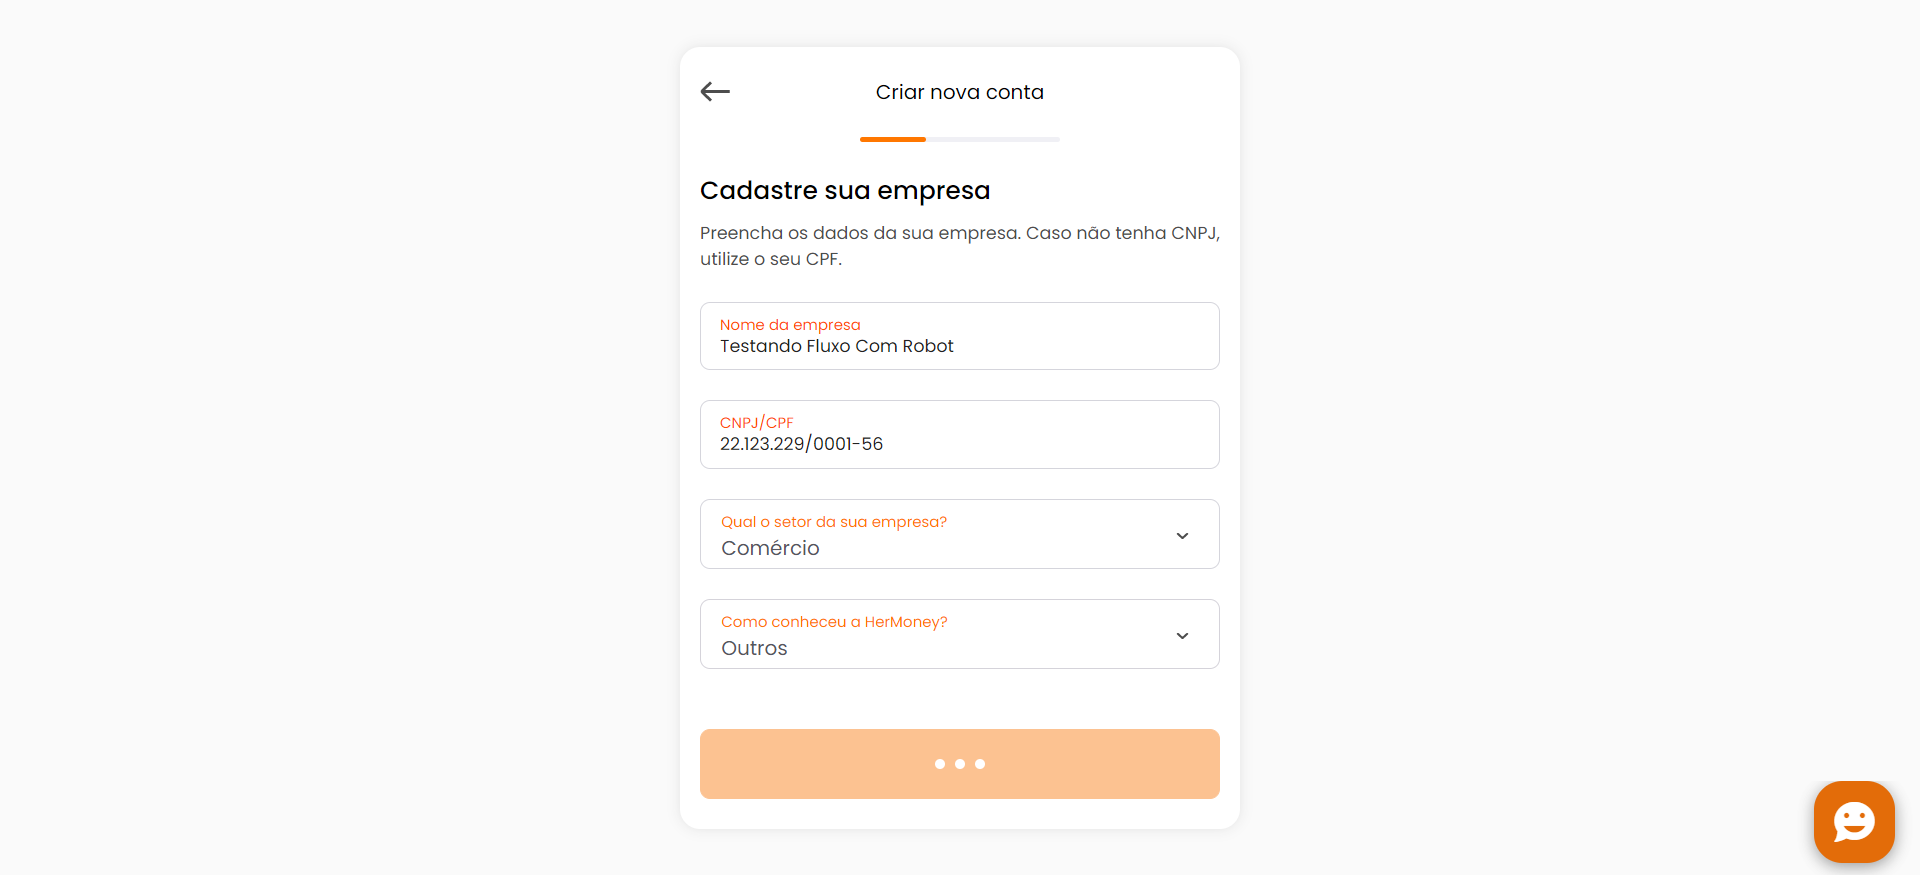 Criar nova conta
Cadastre sua empresa
Preencha os dados da sua empresa. Caso não tenha CNPJ,
utilize o seu CPF.
Nome da empresa
Testando Fluxo Com Robot
CNPJ/CPF
22.123.229/0001-56
Qual o setor da sua empresa?
Comércio
Como conheceu a HerMoney?
Outros